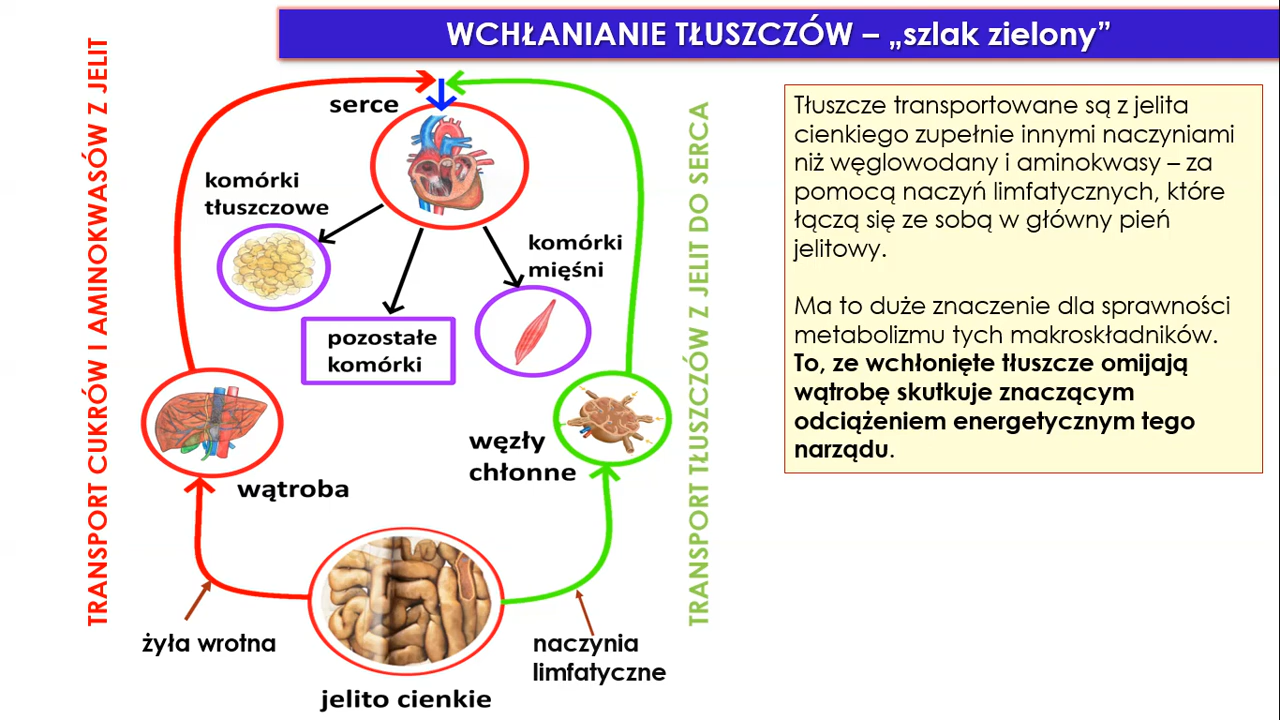 WCHŁANIANIE TŁUSZCZÓW – „szlak zielony”
TRANSPORT CUKRÓW I AMINOKWASÓW Z JELIT
serce
komórki
tłuszczowe
komórki
mięśni
pozostałe
komórki
wątroba
węzły
chłonne
żyła wrotna
naczynia
limfatyczne
jelito cienkie
TRANSPORT TŁUSZCZÓW Z JELIT DO SERCA
Tłuszcze transportowane są z jelita
cienkiego zupełnie innymi naczyniami
niż węglowodany i aminokwasy – za
pomocą naczyń limfatycznych, które
łączą się ze sobą w główny pień
jelitowy.
Ma to duże znaczenie dla sprawności
metabolizmu tych makroskładników.
To, ze wchłonięte tłuszcze omijają
wątrobę skutkuje znaczącym
odciążeniem energetycznym tego
narządu.